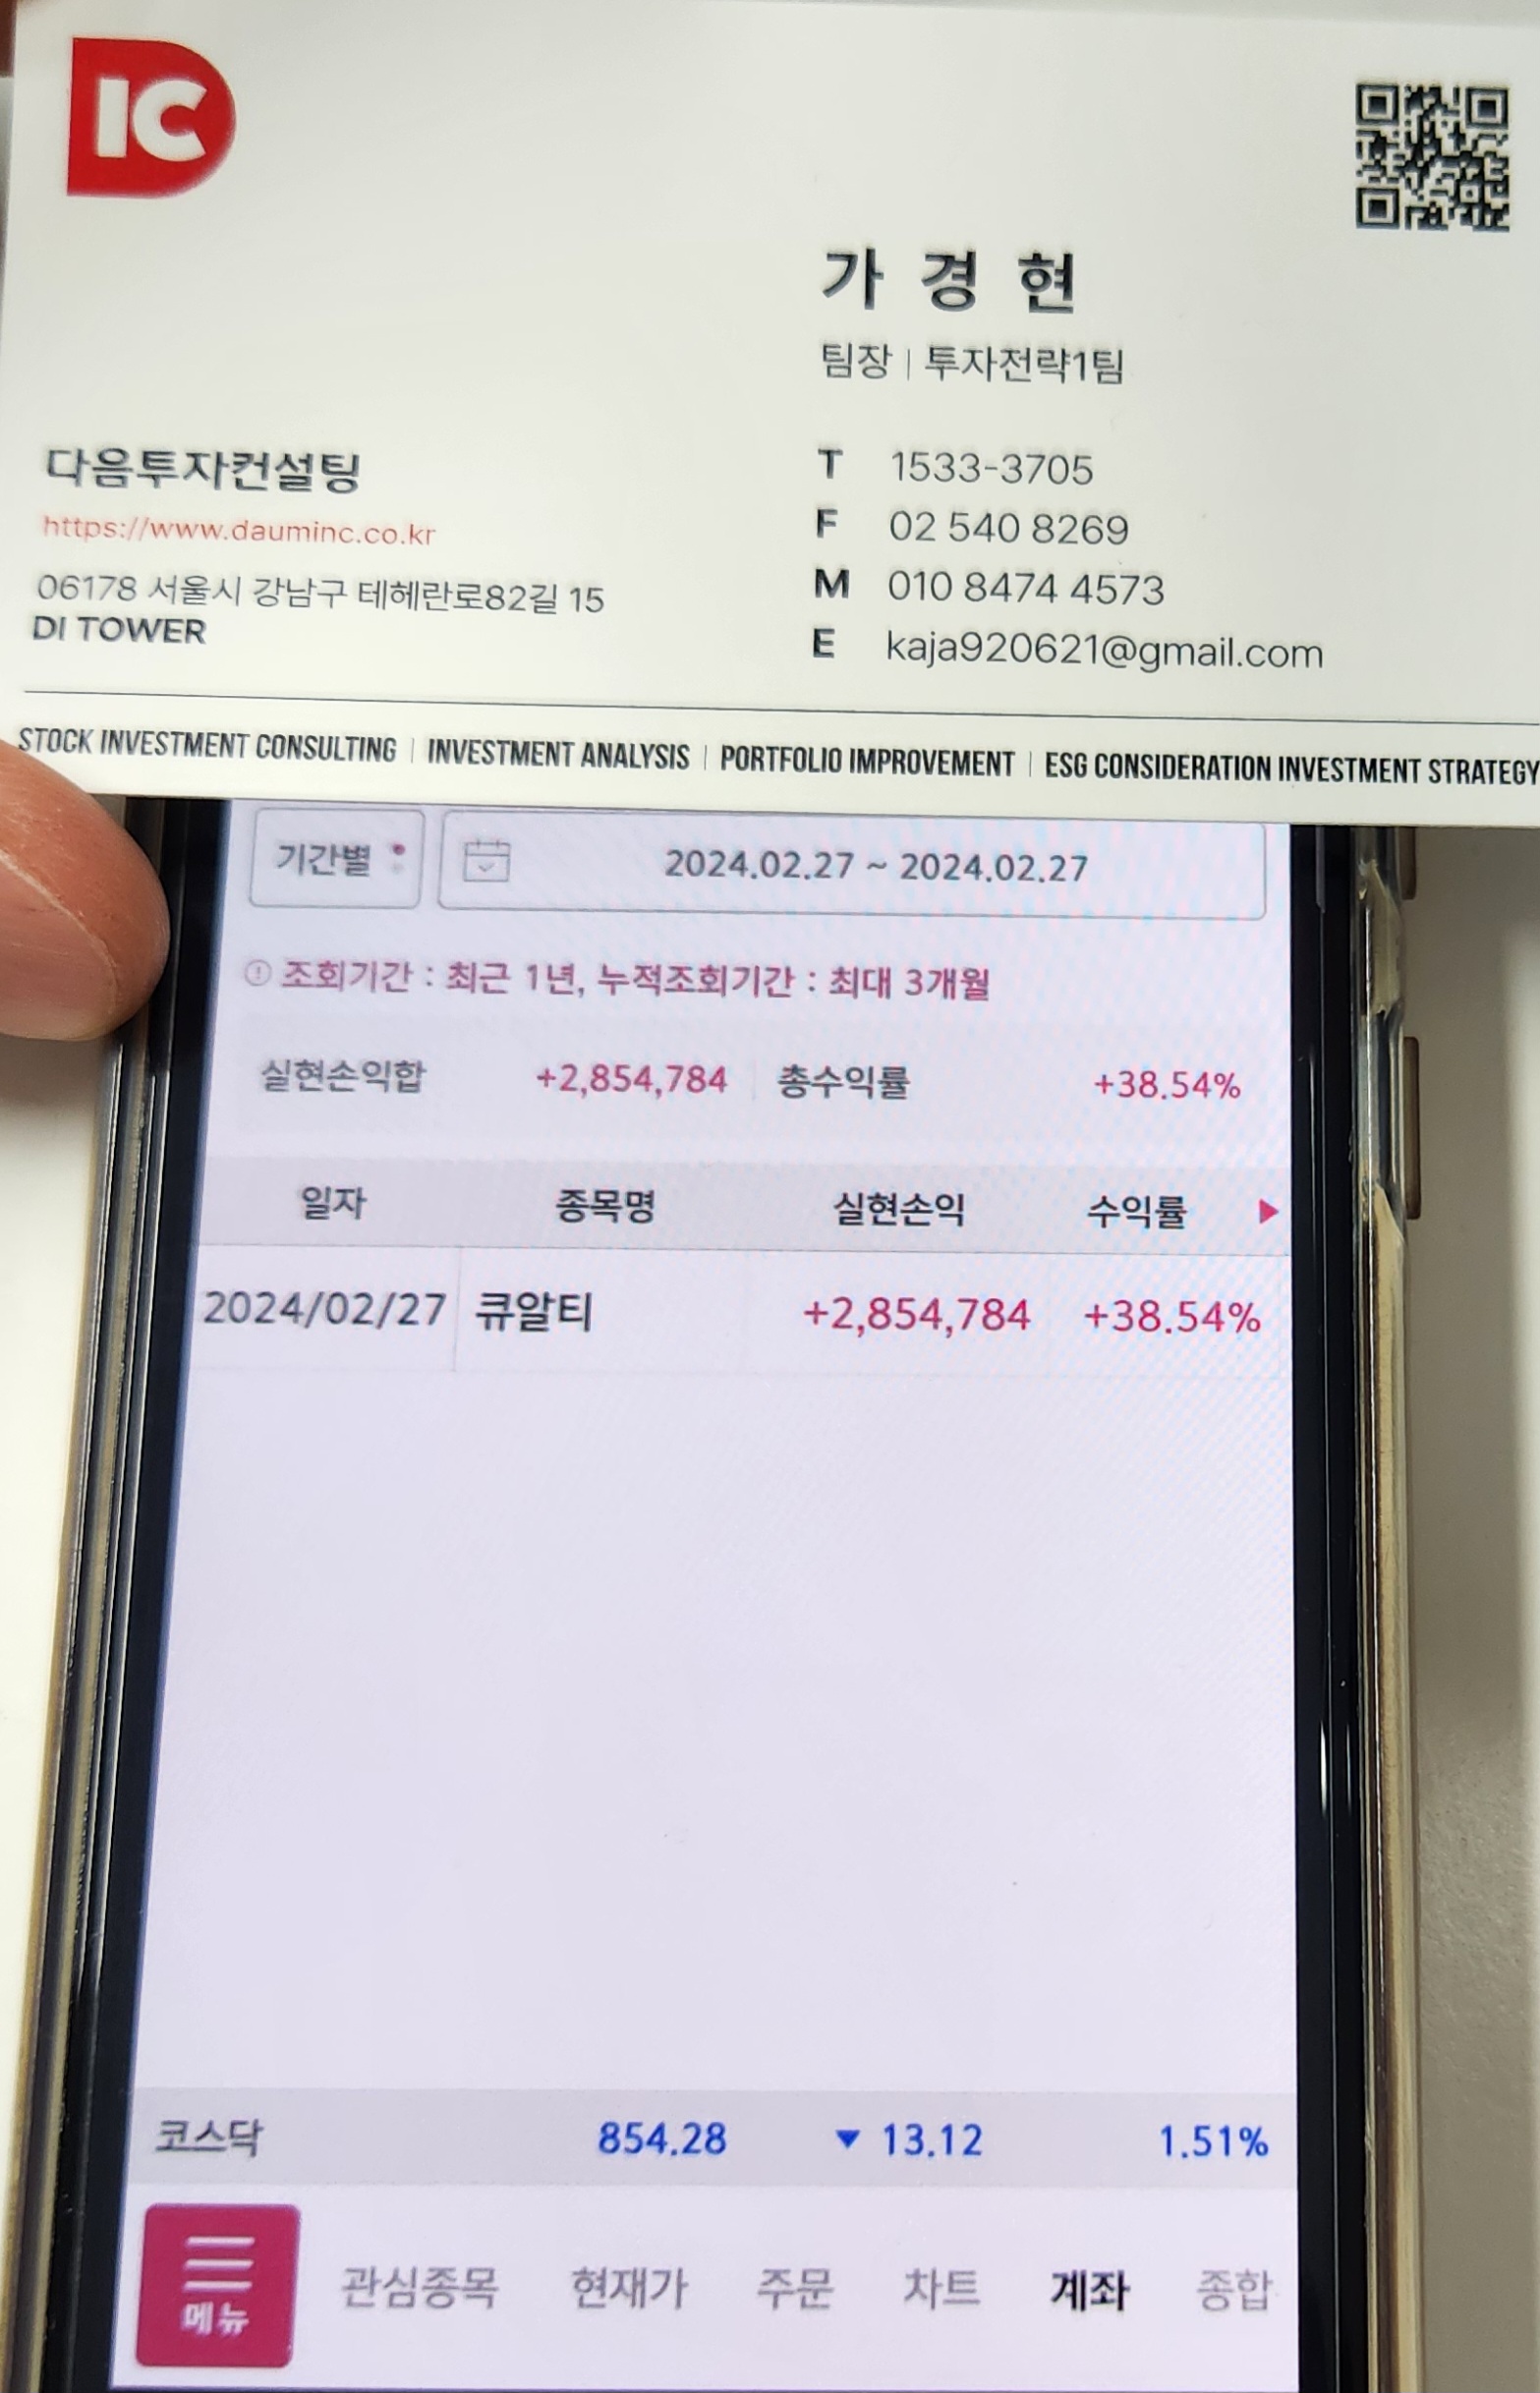 IC
가경현
팀장 | 투자전략1팀
다음투자컨설팅
https://www.dauminc.co.kr
06178 서울시 강남구 테헤란로82길 15
DI TOWER
T 1533-3705
F 02 540 8269
M 010 8474 4573
E kaja920621@gmail.com
STOCK INVESTMENT CONSULTING | INVESTMENT ANALYSIS | PORTFOLIO IMPROVEMENT | ESG CONSIDERATION INVESTMENT STRATEGY
기간별 2024.02.27 ~ 2024.02.27
조회기간 : 최근 1년, 누적조회기간 : 최대 3개월
실현손익합 +2,854,784 총수익률 +38.54%
일자 종목명 실현손익 수익률
2024/02/27 큐알티 +2,854,784 +38.54%
코스닥 854.28 ▼ 13.12 1.51%
메뉴 관심종목 현재가 주문 차트 계좌 종합